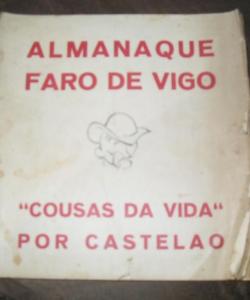 ALMANAQUE
FARO DE VIGO
“COUSAS DA VIDA“
POR CASTELAO